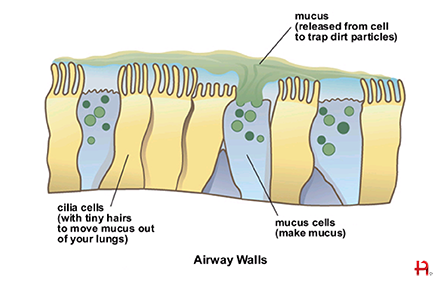 mucus
(released from cell
to trap dirt particles)
cilia cells
(with tiny hairs
to move mucus out
of your lungs)
mucus cells
(make mucus)
Airway Walls